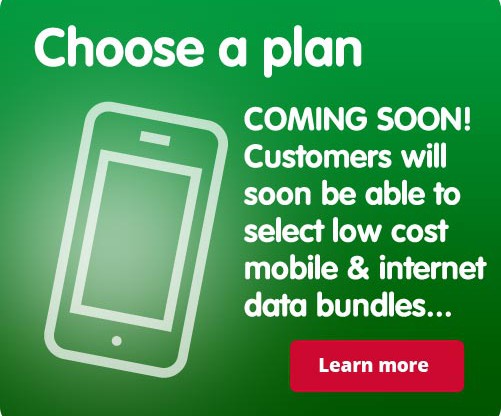 Choose a plan
COMING SOON!
Customers will
soon be able to
select low cost
mobile & internet
data bundles...
Learn more